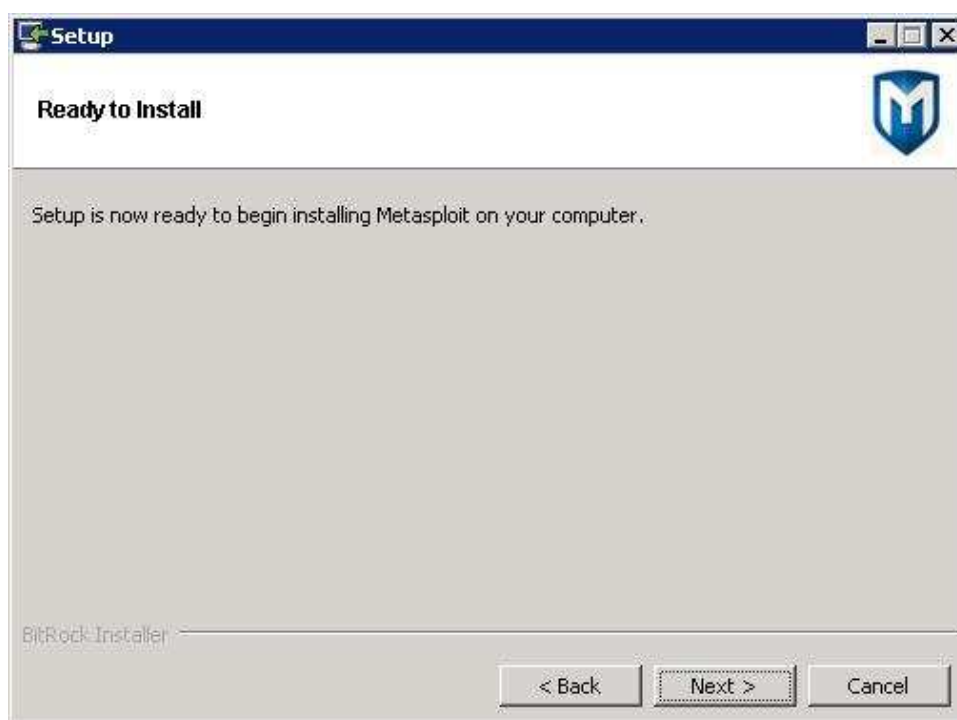 Setup
Ready to Install
Setup is now ready to begin installing Metasploit on your computer.
BitRock Installer
< Back
Next >
Cancel